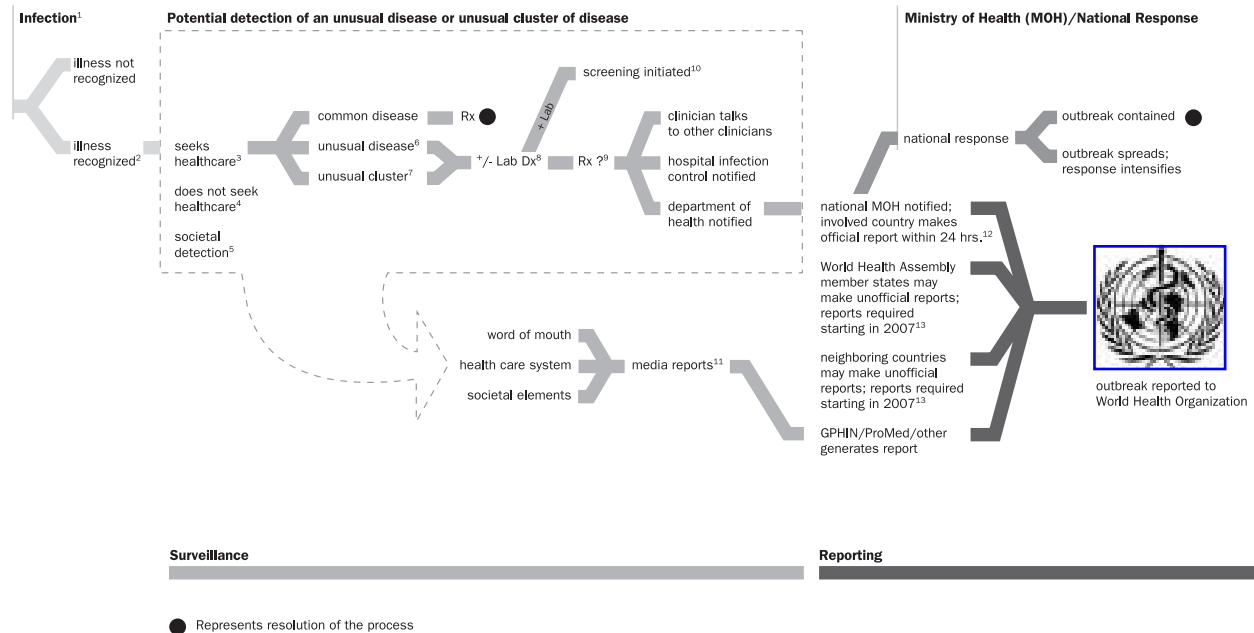 Infection¹
Potential detection of an unusual disease or unusual cluster of disease
Ministry of Health (MOH)/National Response
illness not
recognized
illness
recognized²
seeks
healthcare³
does not seek
healthcare⁴
societal
detection⁵
common disease
Rx
unusual disease⁶
unusual cluster⁷
+/- Lab Dx⁸
+ Lab
screening initiated¹⁰
Rx ?⁹
clinician talks
to other clinicians
hospital infection
control notified
department of
health notified
national response
outbreak contained
outbreak spreads;
response intensifies
national MOH notified;
involved country makes
official report within 24 hrs.¹²
World Health Assembly
member states may
make unofficial reports;
reports required
starting in 2007¹³
neighboring countries
may make unofficial
reports; reports required
starting in 2007¹³
GPHIN/ProMed/other
generates report
outbreak reported to
World Health Organization
word of mouth
health care system
societal elements
media reports¹¹
Surveillance
Reporting
Represents resolution of the process